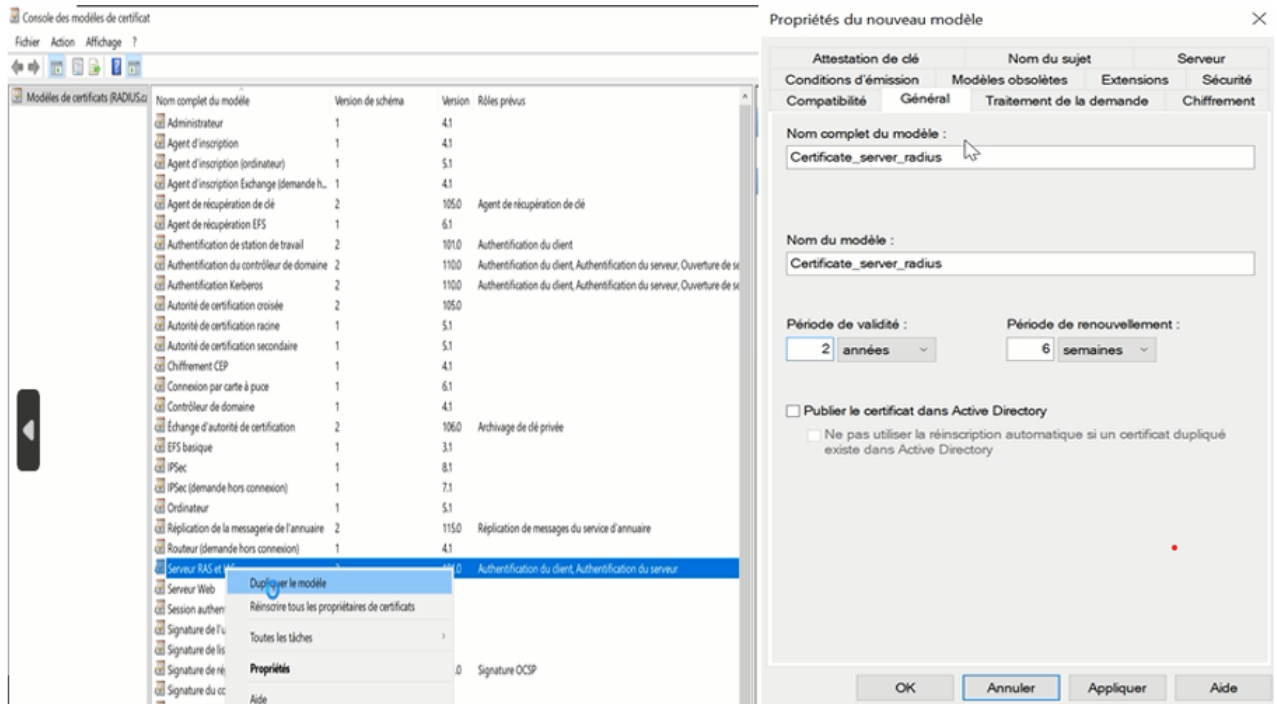 Console des modèles de certificat
Fichier Action Affichage ?
Modèles de certificats (RADIUS.ca
Nom complet du modèle Version de schéma Version Rôles prévus
Administrateur 1 4.1
Agent d'inscription 1 4.1
Agent d'inscription (ordinateur) 1 5.1
Agent d'inscription Exchange (demande h... 1 4.1
Agent de récupération de clé 2 105.0 Agent de récupération de clé
Agent de récupération EFS 1 6.1
Authentification de station de travail 2 101.0 Authentification du client
Authentification du contrôleur de domaine 2 110.0 Authentification du client, Authentification du serveur, Ouverture de se
Authentification Kerberos 2 110.0 Authentification du client, Authentification du serveur, Ouverture de se
Autorité de certification croisée 2 105.0
Autorité de certification racine 1 5.1
Autorité de certification secondaire 1 5.1
Chiffrement CEP 1 4.1
Connexion par carte à puce 1 6.1
Contrôleur de domaine 1 4.1
Échange d'autorité de certification 2 106.0 Archivage de clé privée
EFS basique 1 3.1
IPSec 1 8.1
IPSec (demande hors connexion) 1 7.1
Ordinateur 1 5.1
Réplication de la messagerie de l'annuaire 2 115.0 Réplication de messages du service d'annuaire
Routeur (demande hors connexion) 1 4.1
Serveur RAS et Authentification du client, Authentification du serveur
Serveur Web
Session authen
Signature de l'u
Signature de lis
Signature de ré .0 Signature OCSP
Signature du cc
Dupliquer le modèle
Réinscrire tous les propriétaires de certificats
Toutes les tâches
Propriétés
Aide
Propriétés du nouveau modèle
Attestation de clé Nom du sujet Serveur
Conditions d'émission Modèles obsolètes Extensions Sécurité
Compatibilité Général Traitement de la demande Chiffrement
Nom complet du modèle :
Certificate_server_radius
Nom du modèle :
Certificate_server_radius
Période de validité : Période de renouvellement :
2 années 6 semaines
Publier le certificat dans Active Directory
Ne pas utiliser la réinscription automatique si un certificat dupliqué
existe dans Active Directory
OK Annuler Appliquer Aide